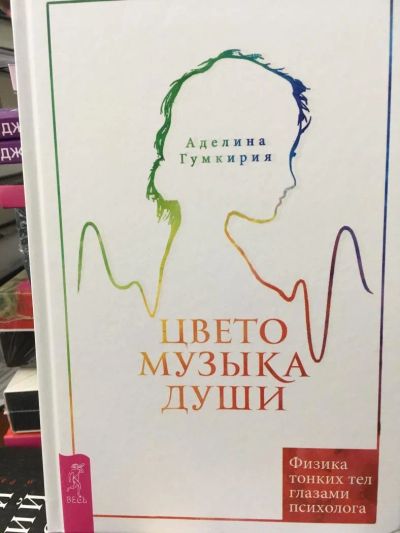 Аделина
Гумкирия
ЦВЕТО
МУЗЫКА
ДУШИ
Физика
тонких тел
глазами
психолога
ВЕСЬ